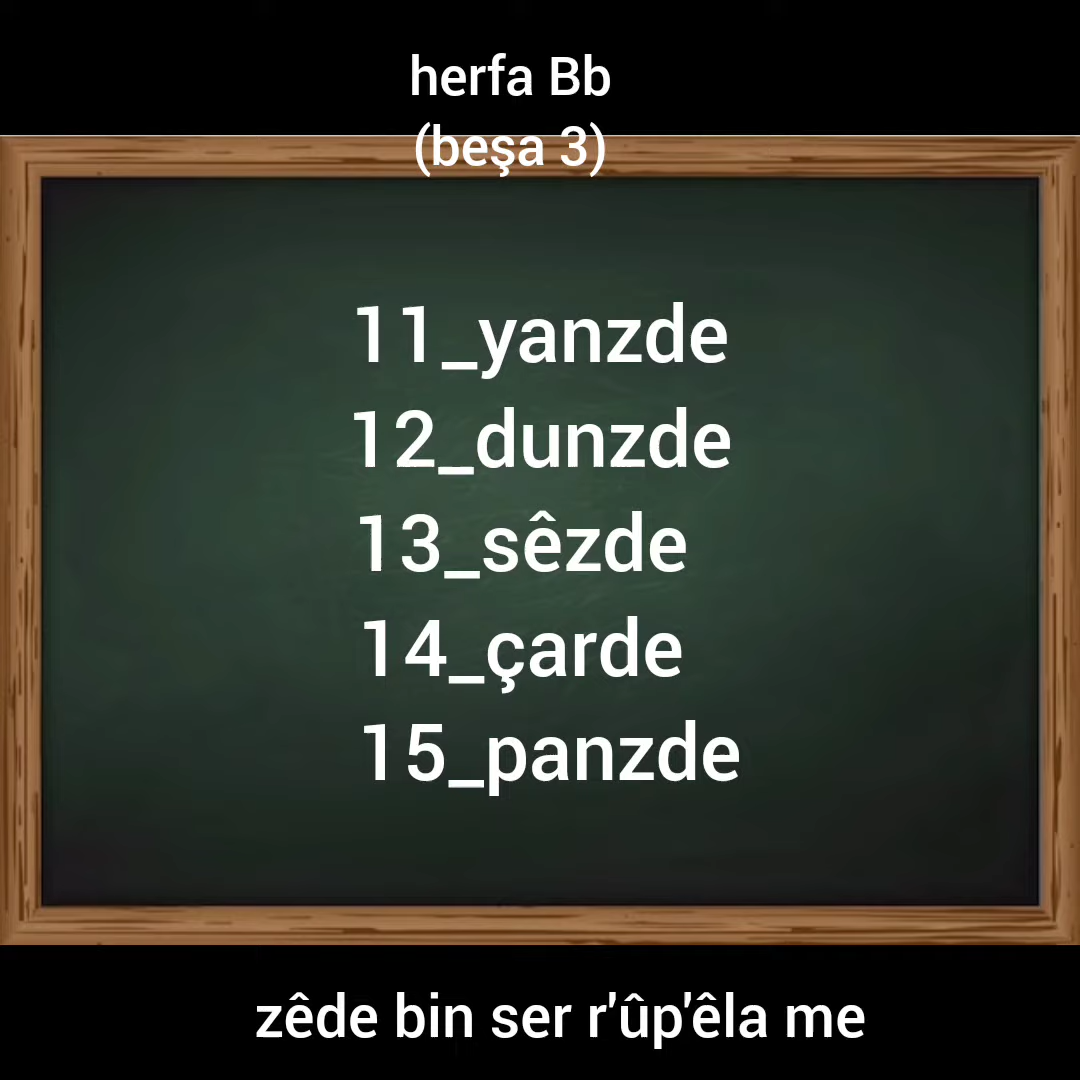 herfa Bb
(beşa 3)
11_yanzde
12_dunzde
13_sêzde
14_çarde
15_panzde
zêde bin ser r'ûp'êla me